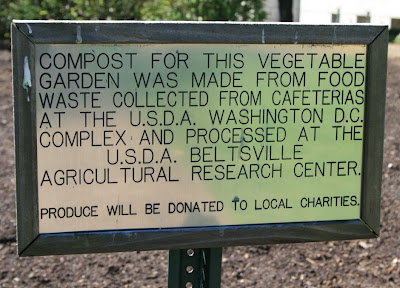 COMPOST FOR THIS VEGETABLE
GARDEN WAS MADE FROM FOOD
WASTE COLLECTED FROM CAFETERIAS
AT THE U.S.D.A. WASHINGTON D.C.
COMPLEX AND PROCESSED AT THE
U.S.D.A. BELTSVILLE
AGRICULTURAL RESEARCH CENTER.
PRODUCE WILL BE DONATED TO LOCAL CHARITIES.